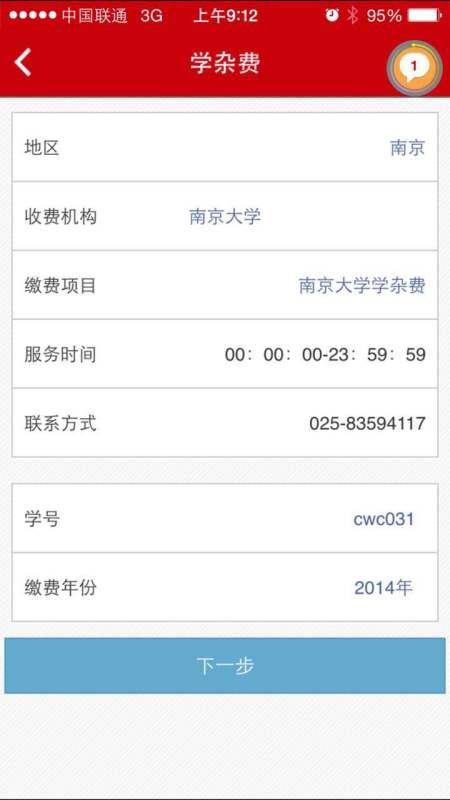 中国联通 3G 上午9:12 95%
学杂费
1
地区 南京
收费机构 南京大学
缴费项目 南京大学学杂费
服务时间 00：00：00-23：59：59
联系方式 025-83594117
学号 cwc031
缴费年份 2014年
下一步